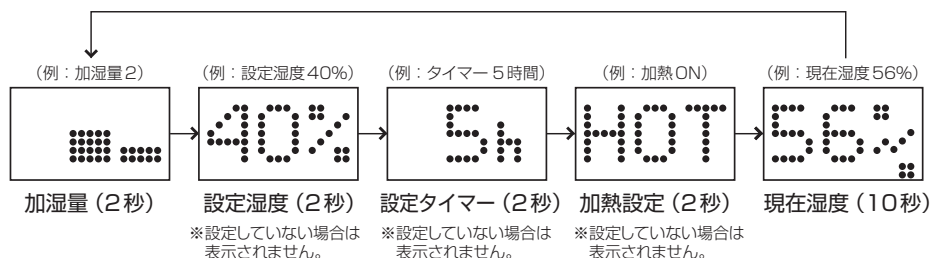 （例：加湿量2）
（例：設定湿度40%）
（例：タイマー5時間）
（例：加熱ON）
（例：現在湿度56%）
40%
5h
HOT
56%
加湿量（2秒）
設定湿度（2秒）
設定タイマー（2秒）
加熱設定（2秒）
現在湿度（10秒）
※設定していない場合は
表示されません。
※設定していない場合は
表示されません。
※設定していない場合は
表示されません。